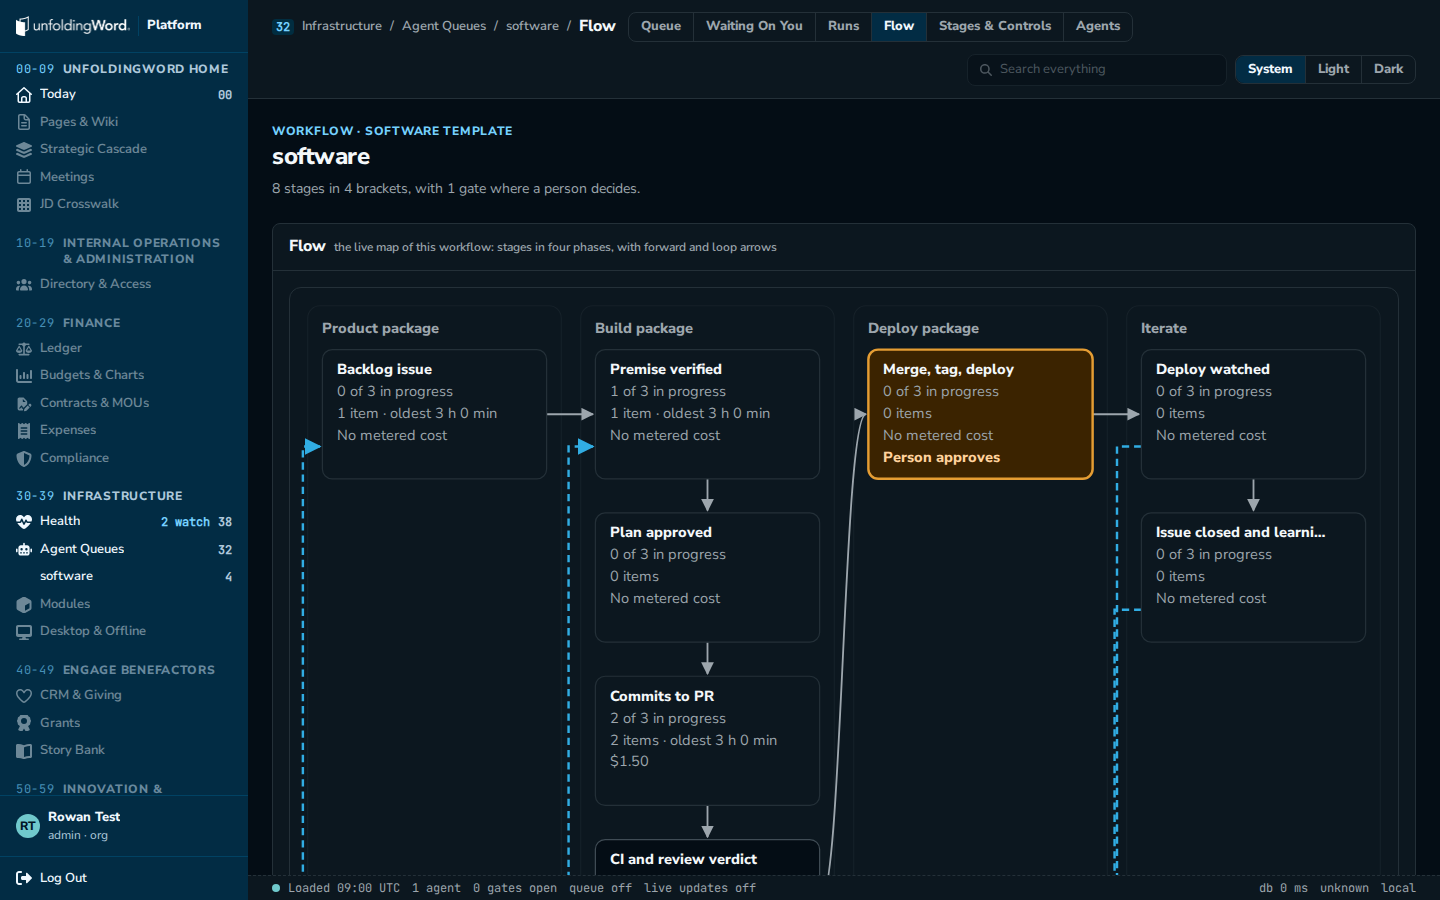 unfoldingWord. Platform
00-09 UNFOLDINGWORD HOME
Today 00
Pages & Wiki
Strategic Cascade
Meetings
JD Crosswalk
10-19 INTERNAL OPERATIONS
& ADMINISTRATION
Directory & Access
20-29 FINANCE
Ledger
Budgets & Charts
Contracts & MOUs
Expenses
Compliance
30-39 INFRASTRUCTURE
Health 2 watch 38
Agent Queues 32
software 4
Modules
Desktop & Offline
40-49 ENGAGE BENEFACTORS
CRM & Giving
Grants
Story Bank
50-59 INNOVATION &
RT Rowan Test
admin · org
Log Out
32 Infrastructure / Agent Queues / software / Flow
Queue Waiting On You Runs Flow Stages & Controls Agents
Search everything
System Light Dark
WORKFLOW · SOFTWARE TEMPLATE
software
8 stages in 4 brackets, with 1 gate where a person decides.
Flow the live map of this workflow: stages in four phases, with forward and loop arrows
Product package
Backlog issue
0 of 3 in progress
1 item · oldest 3 h 0 min
No metered cost
Build package
Premise verified
1 of 3 in progress
1 item · oldest 3 h 0 min
No metered cost
Plan approved
0 of 3 in progress
0 items
No metered cost
Commits to PR
2 of 3 in progress
2 items · oldest 3 h 0 min
$1.50
CI and review verdict
Deploy package
Merge, tag, deploy
0 of 3 in progress
0 items
No metered cost
Person approves
Iterate
Deploy watched
0 of 3 in progress
0 items
No metered cost
Issue closed and learni...
0 of 3 in progress
0 items
No metered cost
Loaded 09:00 UTC 1 agent 0 gates open queue off live updates off
db 0 ms unknown local